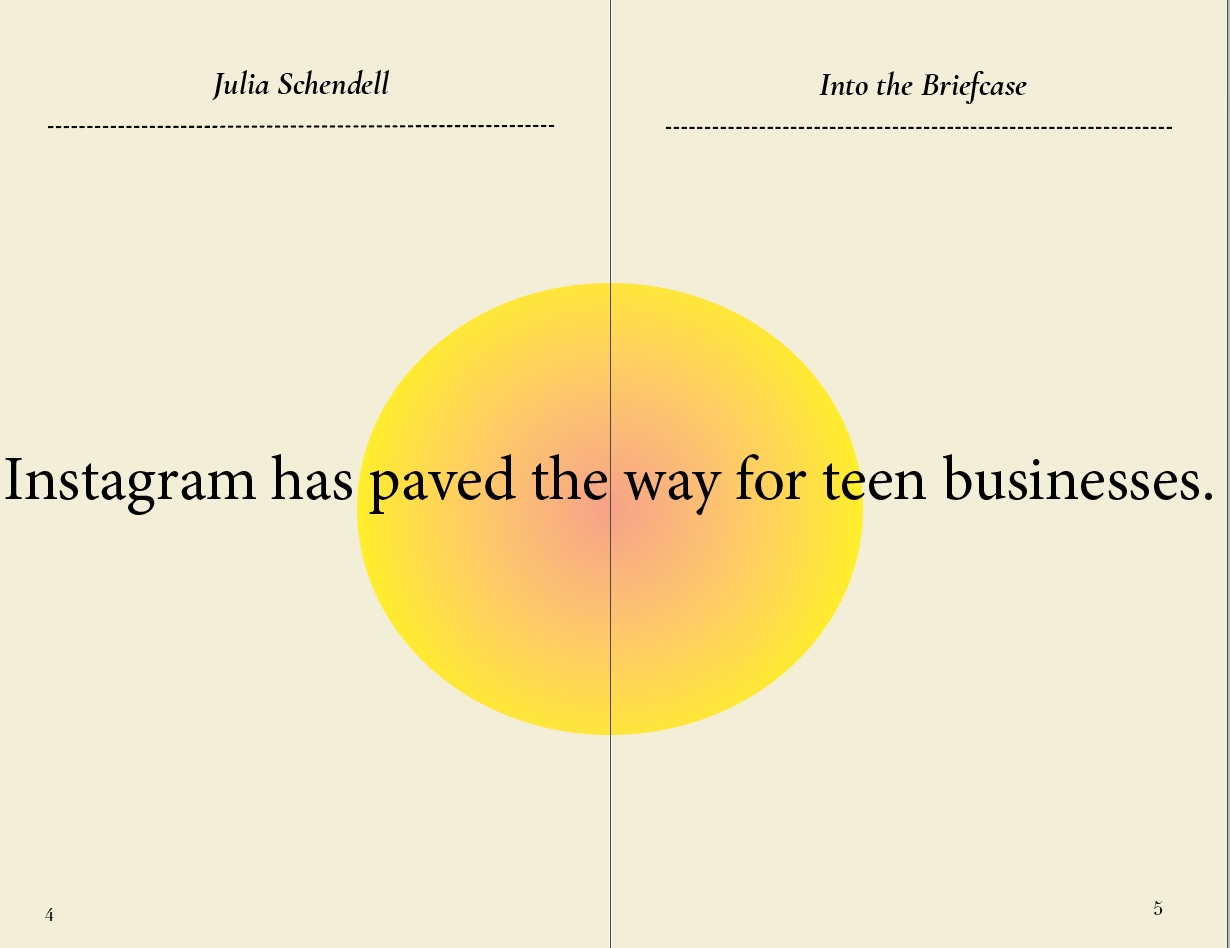 Julia Schendell
Into the Briefcase
Instagram has paved the way for teen businesses.
4
5